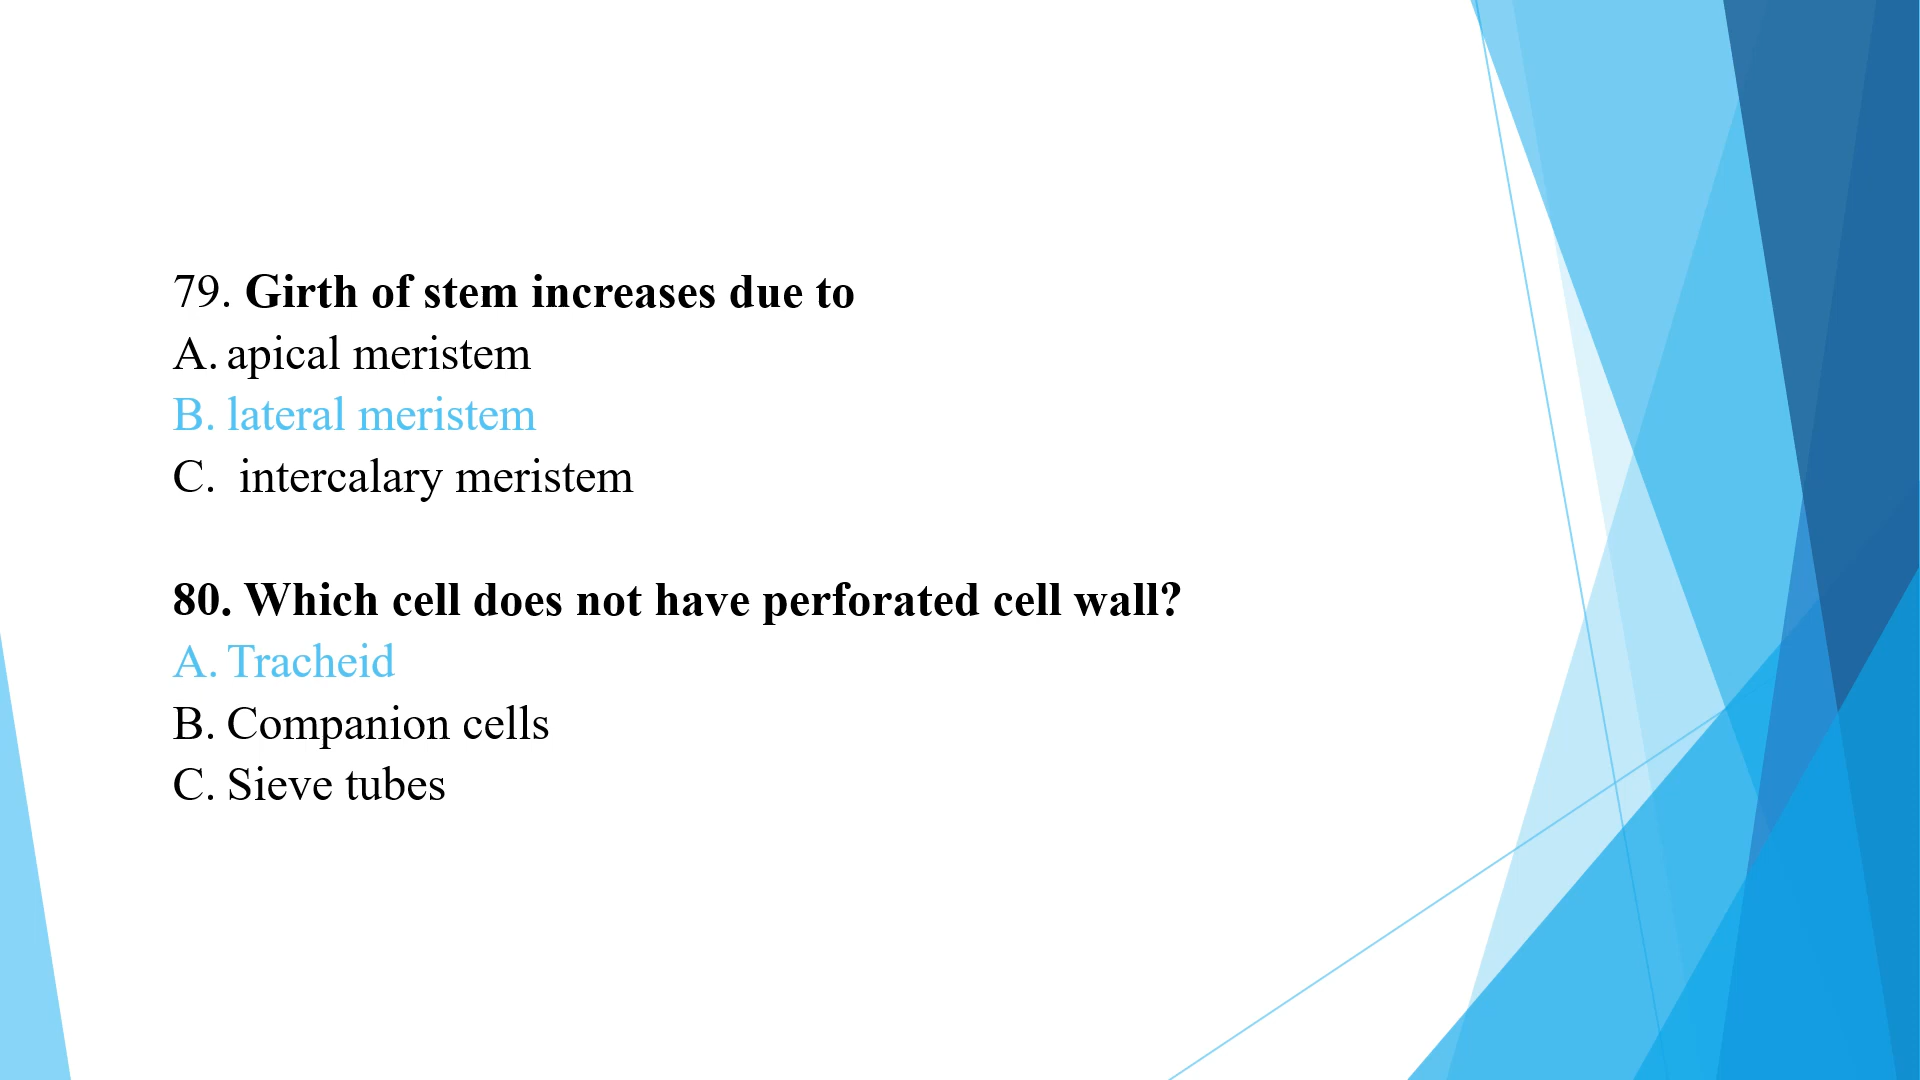 79. Girth of stem increases due to
A. apical meristem
B. lateral meristem
C. intercalary meristem
80. Which cell does not have perforated cell wall?
A. Tracheid
B. Companion cells
C. Sieve tubes